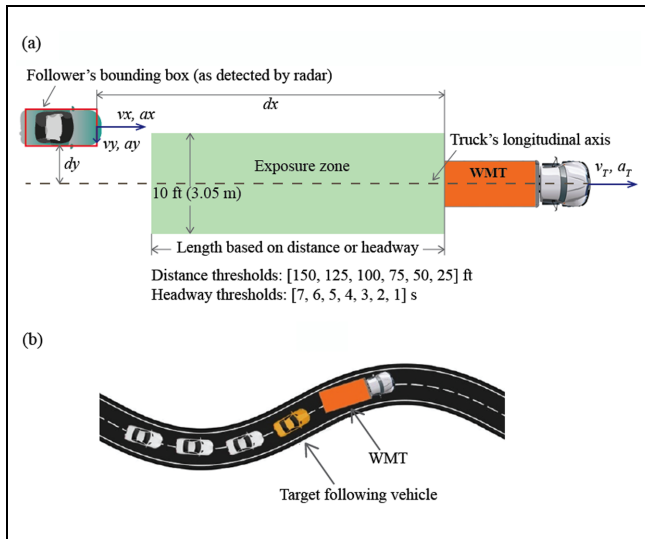 (a)
Follower's bounding box (as detected by radar)
dx
vx, ax
vy, ay
Truck's longitudinal axis
dy
Exposure zone
WMT
v_T, a_T
10 ft (3.05 m)
Length based on distance or headway
Distance thresholds: [150, 125, 100, 75, 50, 25] ft
Headway thresholds: [7, 6, 5, 4, 3, 2, 1] s
(b)
WMT
Target following vehicle